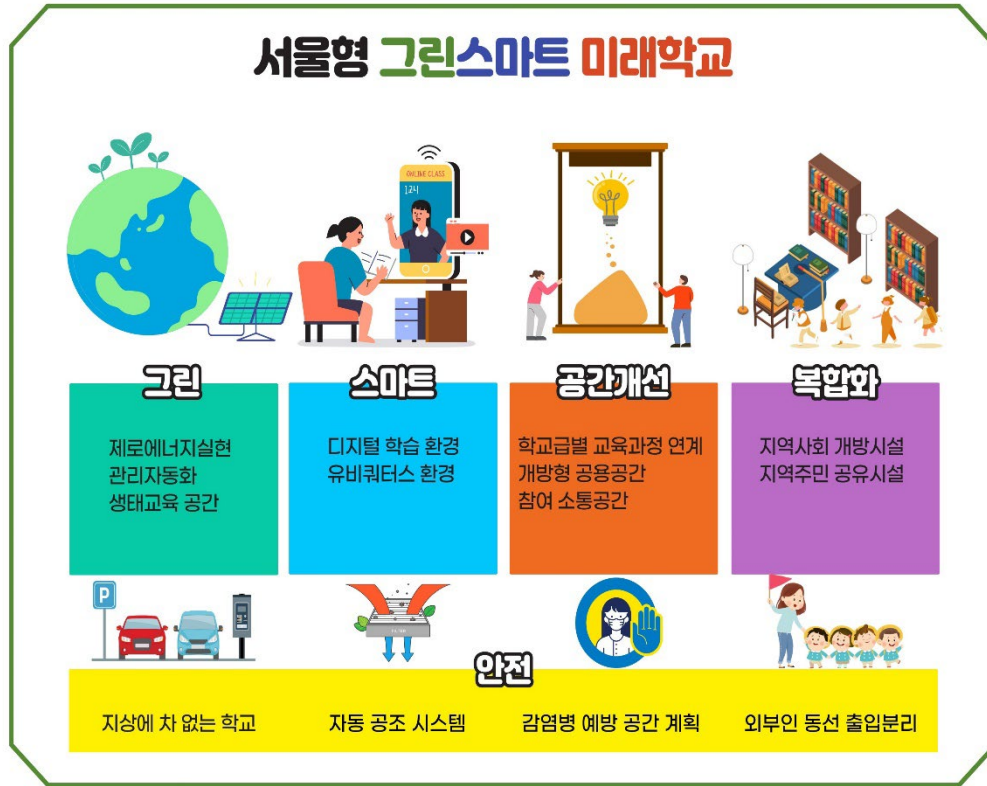 서울형 그린스마트 미래학교
ONLINE CLASS
124
그린
제로에너지실현
관리자동화
생태교육 공간
스마트
디지털 학습 환경
유비쿼터스 환경
공간개선
학교급별 교육과정 연계
개방형 공용공간
참여 소통공간
복합화
지역사회 개방시설
지역주민 공유시설
P
안전
지상에 차 없는 학교
자동 공조 시스템
감염병 예방 공간 계획
외부인 동선 출입분리